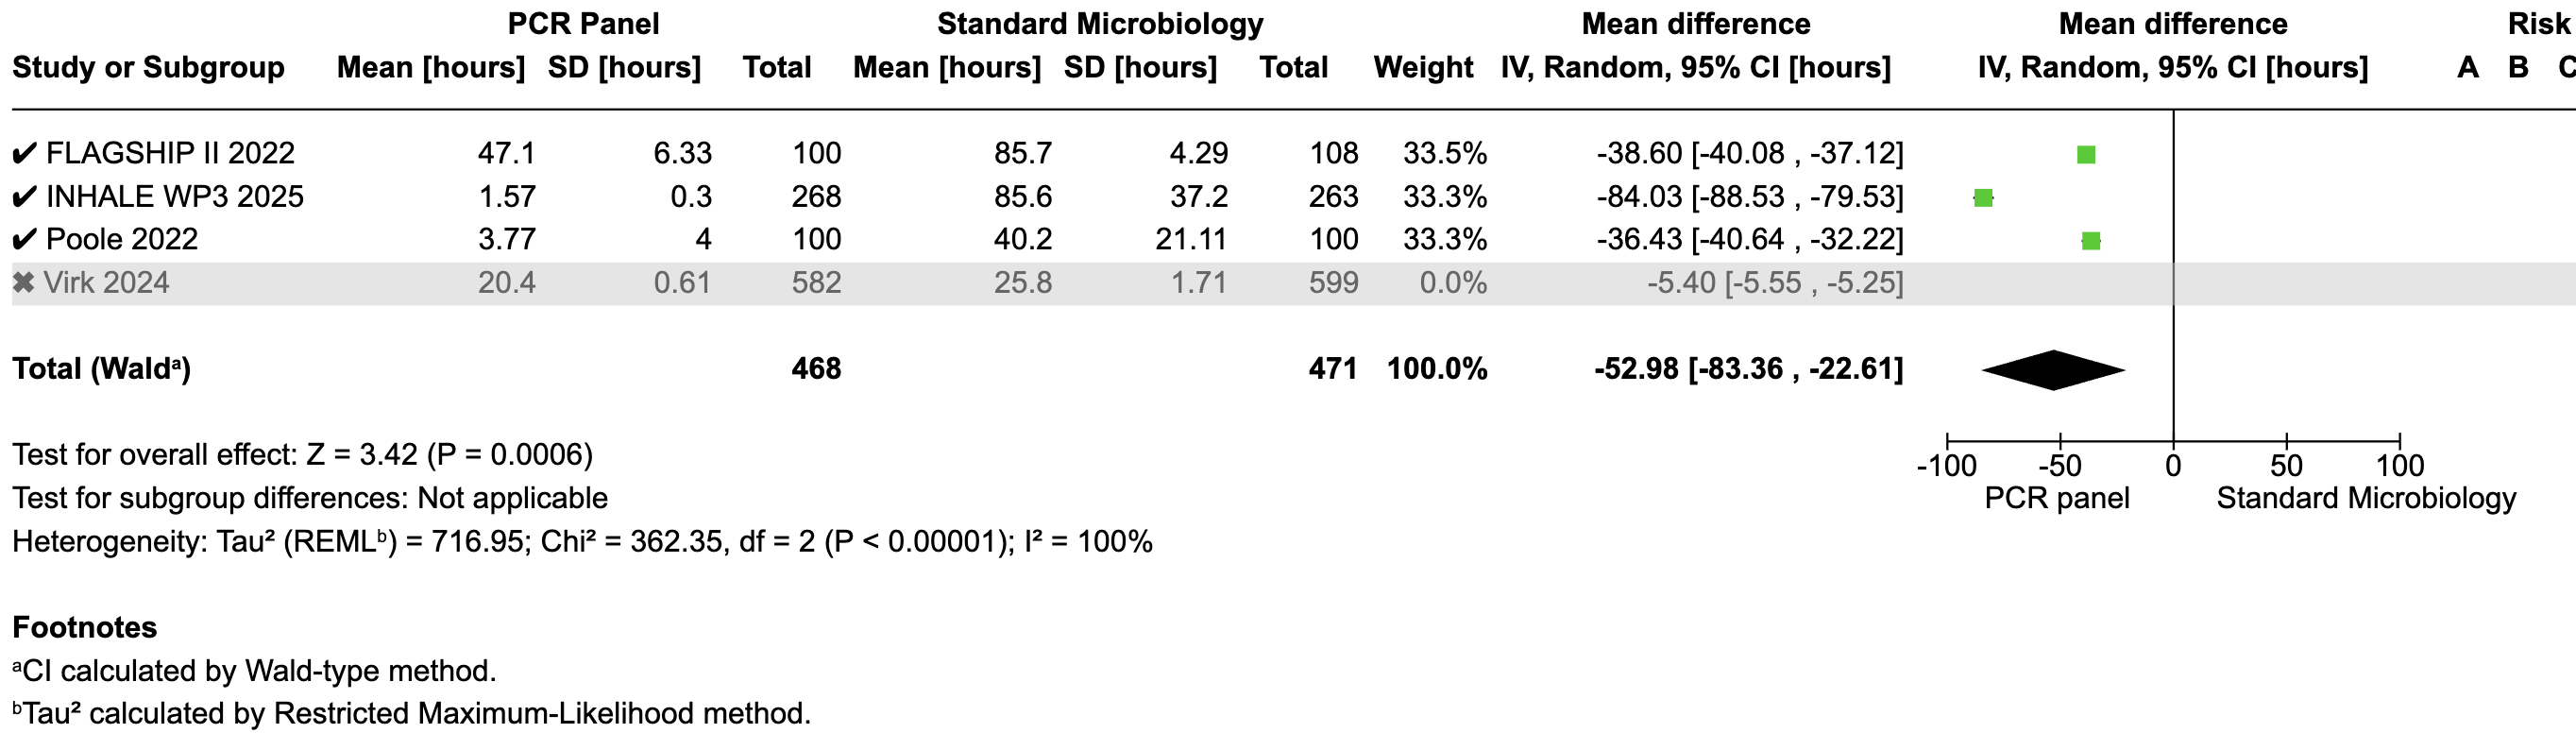 PCR Panel Standard Microbiology Mean difference Mean difference Risk
Study or Subgroup Mean [hours] SD [hours] Total Mean [hours] SD [hours] Total Weight IV, Random, 95% CI [hours] IV, Random, 95% CI [hours] A B C
✔ FLAGSHIP II 2022 47.1 6.33 100 85.7 4.29 108 33.5% -38.60 [-40.08 , -37.12]
✔ INHALE WP3 2025 1.57 0.3 268 85.6 37.2 263 33.3% -84.03 [-88.53 , -79.53]
✔ Poole 2022 3.77 4 100 40.2 21.11 100 33.3% -36.43 [-40.64 , -32.22]
✖ Virk 2024 20.4 0.61 582 25.8 1.71 599 0.0% -5.40 [-5.55 , -5.25]
Total (Waldᵃ) 468 471 100.0% -52.98 [-83.36 , -22.61]
Test for overall effect: Z = 3.42 (P = 0.0006)
-100 -50 0 50 100
Test for subgroup differences: Not applicable
PCR panel Standard Microbiology
Heterogeneity: Tau² (REMLᵇ) = 716.95; Chi² = 362.35, df = 2 (P < 0.00001); I² = 100%
Footnotes
ᵃCI calculated by Wald-type method.
ᵇTau² calculated by Restricted Maximum-Likelihood method.